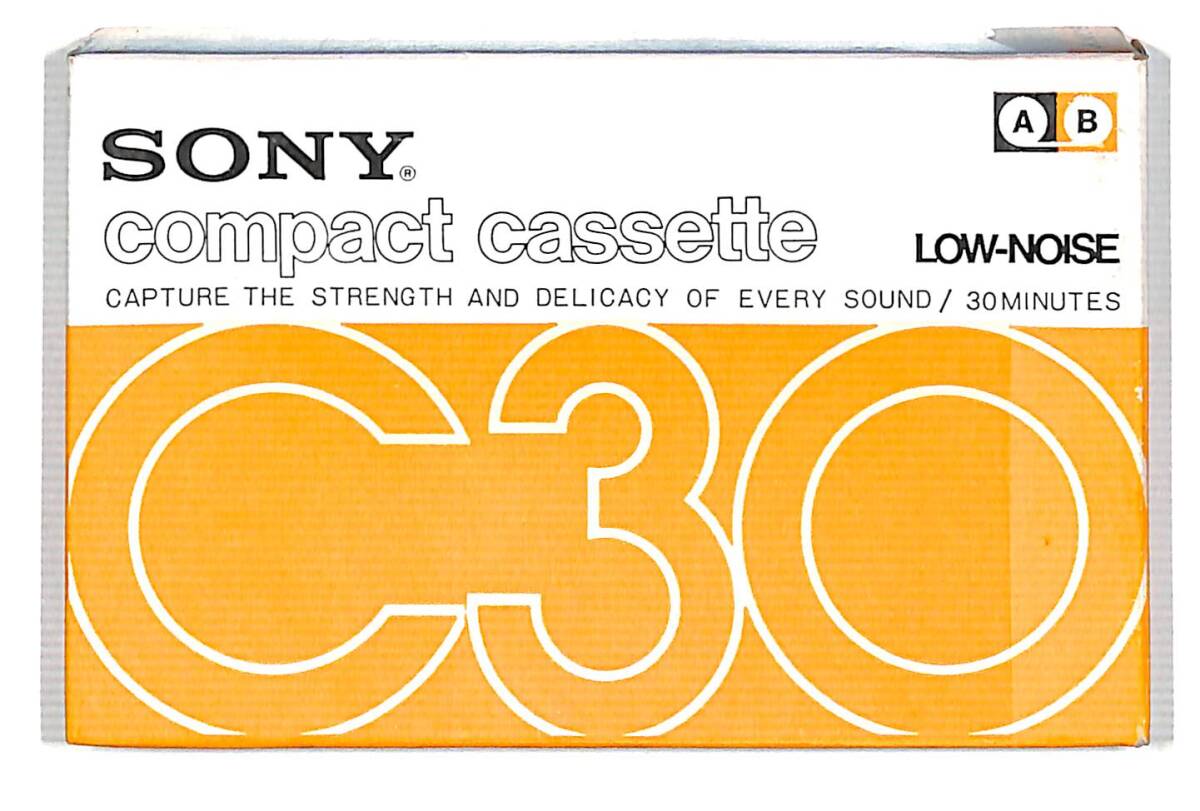 A B
SONY®
compact cassette
LOW-NOISE
CAPTURE THE STRENGTH AND DELICACY OF EVERY SOUND / 30MINUTES
C30